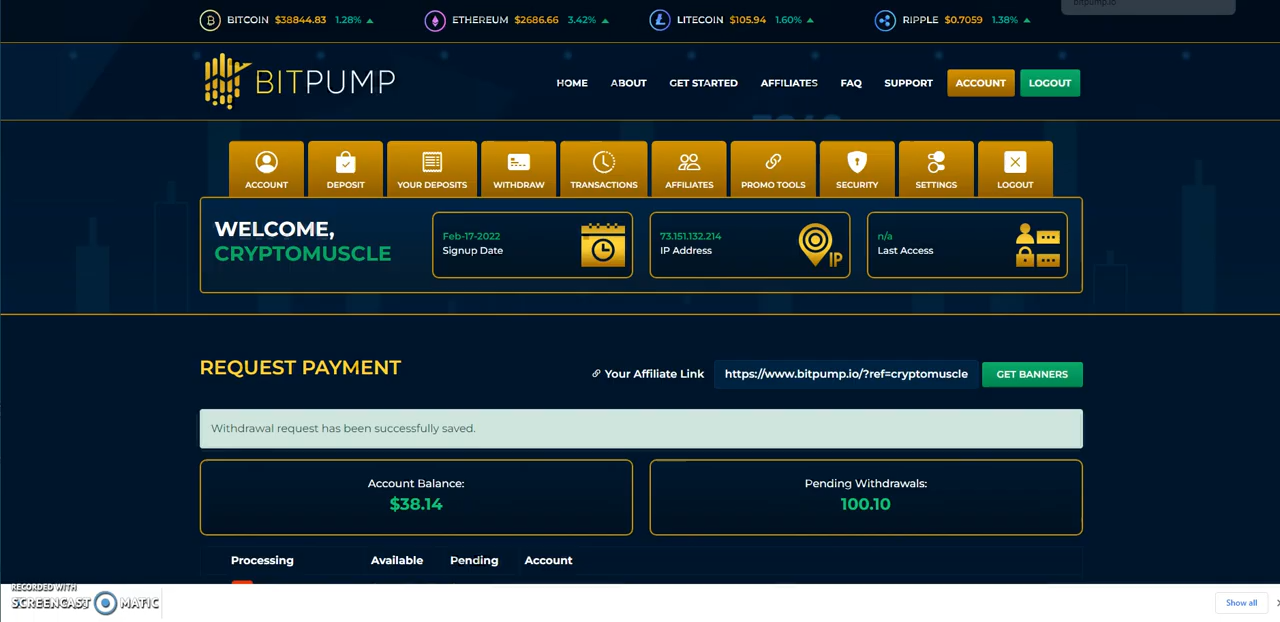 bitpump.io
BITCOIN $38844.83 1.28% ETHEREUM $2686.66 3.42% LITECOIN $105.94 1.60% RIPPLE $0.7059 1.38%
BITPUMP HOME ABOUT GET STARTED AFFILIATES FAQ SUPPORT ACCOUNT LOGOUT
ACCOUNT DEPOSIT YOUR DEPOSITS WITHDRAW TRANSACTIONS AFFILIATES PROMO TOOLS SECURITY SETTINGS LOGOUT
WELCOME,
CRYPTOMUSCLE
Feb-17-2022
Signup Date
73.151.132.214
IP Address
IP
n/a
Last Access
REQUEST PAYMENT
Your Affiliate Link https://www.bitpump.io/?ref=cryptomuscle GET BANNERS
Withdrawal request has been successfully saved.
Account Balance:
$38.14
Pending Withdrawals:
100.10
Processing Available Pending Account
RECORDED WITH
SCREENCAST MATIC
Show all